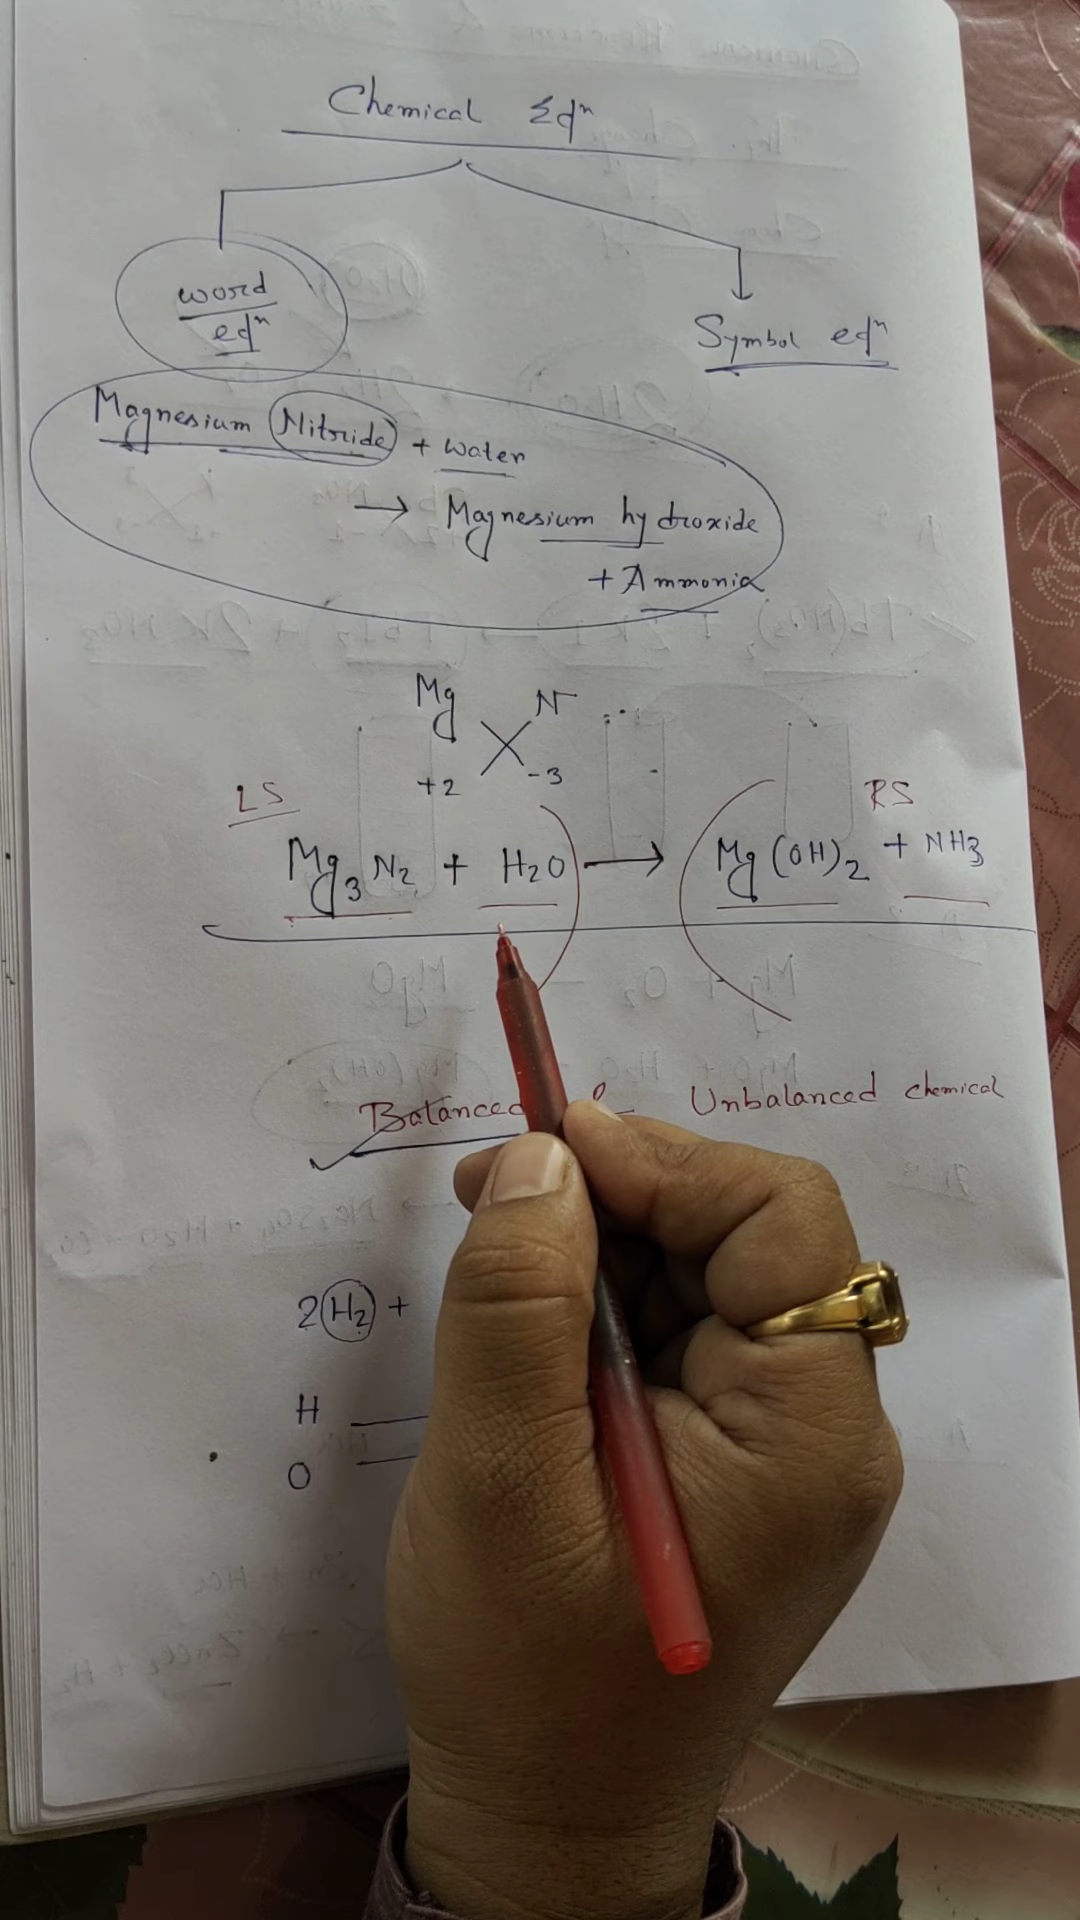 Chemical Eqⁿ
word
eqⁿ
Symbol eqⁿ
Magnesium Nitride + water
→ Magnesium hydroxide
+ Ammonia
Mg N
+2 -3
LS RS
Mg₃N₂ + H₂O → Mg(OH)₂ + NH₃
Balanced Unbalanced chemical
2H₂ +
H
O